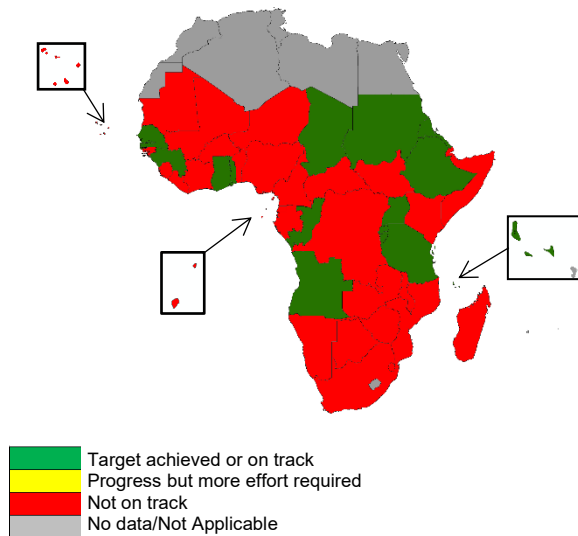 Target achieved or on track
Progress but more effort required
Not on track
No data/Not Applicable